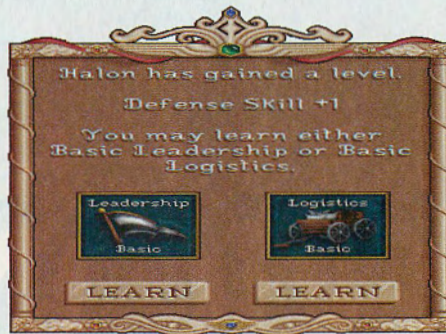 Halon has gained a level.
Defense Skill +1
You may learn either
Basic Leadership or Basic
Logistics.
Leadership
Logistics
Basic
Basic
LEARN
LEARN